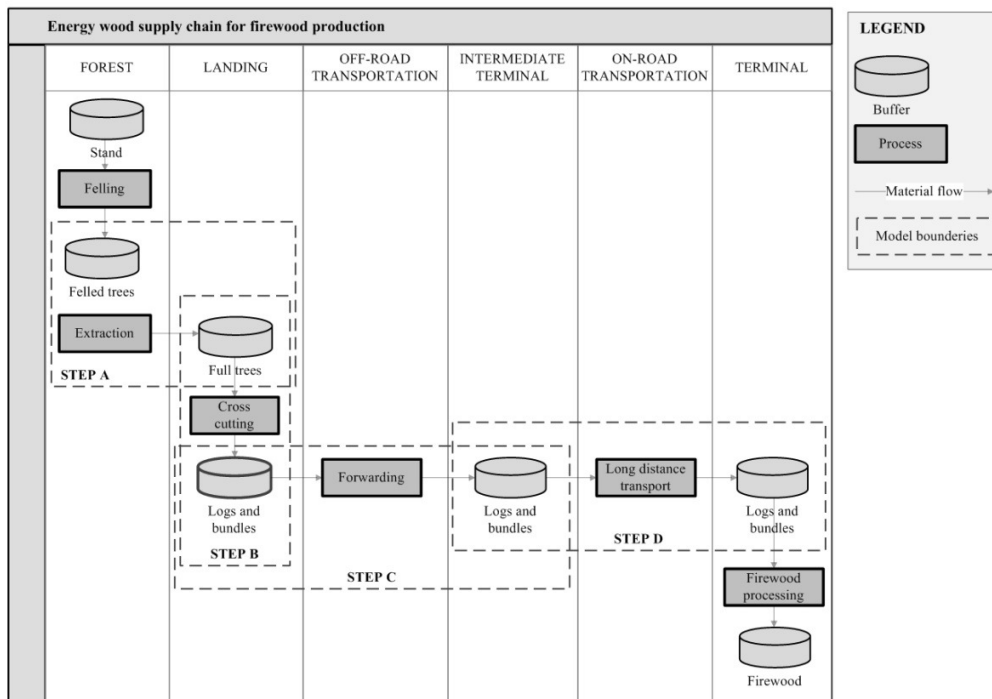 Energy wood supply chain for firewood production
FOREST
LANDING
OFF-ROAD
TRANSPORTATION
INTERMEDIATE
TERMINAL
ON-ROAD
TRANSPORTATION
TERMINAL
Stand
Felling
Felled trees
Extraction
STEP A
Full trees
Cross
cutting
Logs and
bundles
STEP B
Forwarding
STEP C
Logs and
bundles
Long distance
transport
STEP D
Logs and
bundles
Firewood
processing
Firewood
LEGEND
Buffer
Process
Material flow
Model bounderies